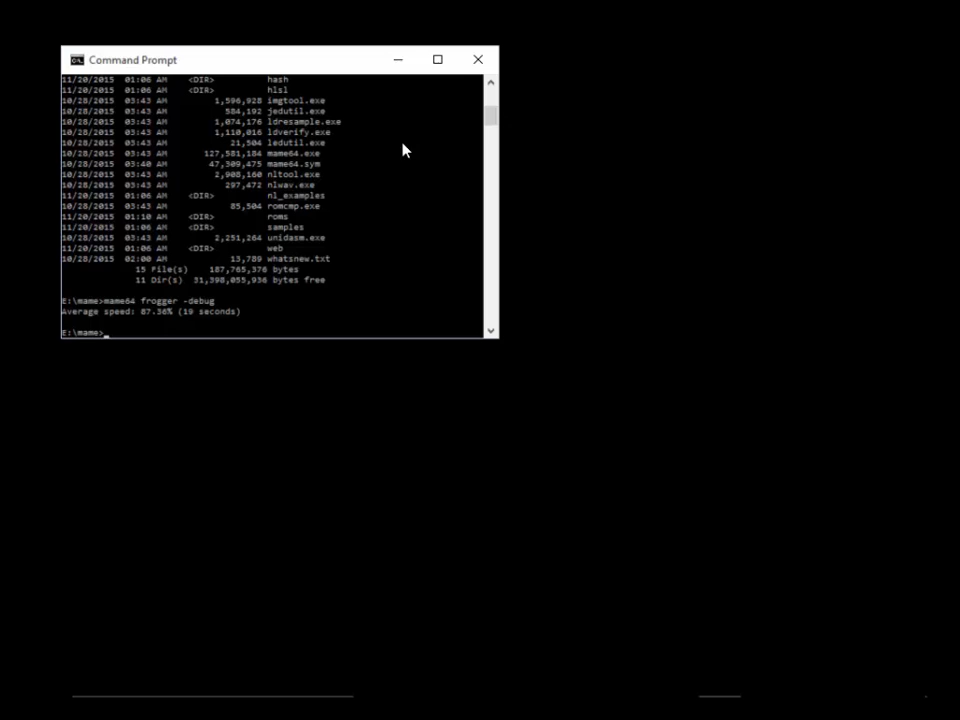 Command Prompt
11/20/2015 01:06 AM <DIR> hash
11/20/2015 01:06 AM <DIR> hlsl
10/28/2015 03:43 AM 1,596,928 imgtool.exe
10/28/2015 03:43 AM 584,192 jedutil.exe
10/28/2015 03:43 AM 1,074,176 ldresample.exe
10/28/2015 03:43 AM 1,110,016 ldverify.exe
10/28/2015 03:43 AM 21,504 ledutil.exe
10/28/2015 03:43 AM 127,581,184 mame64.exe
10/28/2015 03:40 AM 47,309,475 mame64.sym
10/28/2015 03:43 AM 2,908,160 nltool.exe
10/28/2015 03:43 AM 297,472 nlwav.exe
11/20/2015 01:06 AM <DIR> nl_examples
10/28/2015 03:43 AM 85,504 romcmp.exe
11/20/2015 01:10 AM <DIR> roms
11/20/2015 01:06 AM <DIR> samples
10/28/2015 03:43 AM 2,251,264 unidasm.exe
11/20/2015 01:06 AM <DIR> web
10/28/2015 02:00 AM 13,789 whatsnew.txt
15 File(s) 187,765,376 bytes
11 Dir(s) 31,398,055,936 bytes free
E:\mame>mame64 frogger -debug
Average speed: 87.36% (19 seconds)
E:\mame>_